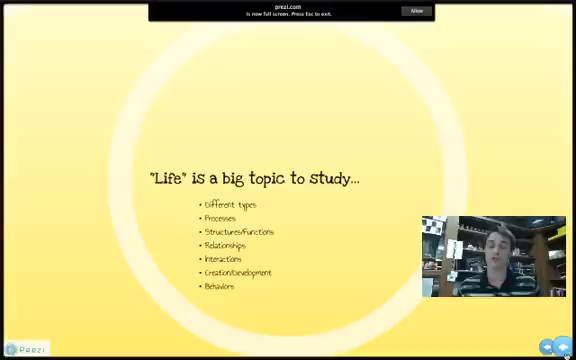 prezi.com
is now full screen. Press Esc to exit.
Allow
"Life" is a big topic to study...
• Different types
• Processes
• Structures/Functions
• Relationships
• Interactions
• Creation/Development
• Behaviors
PREZI